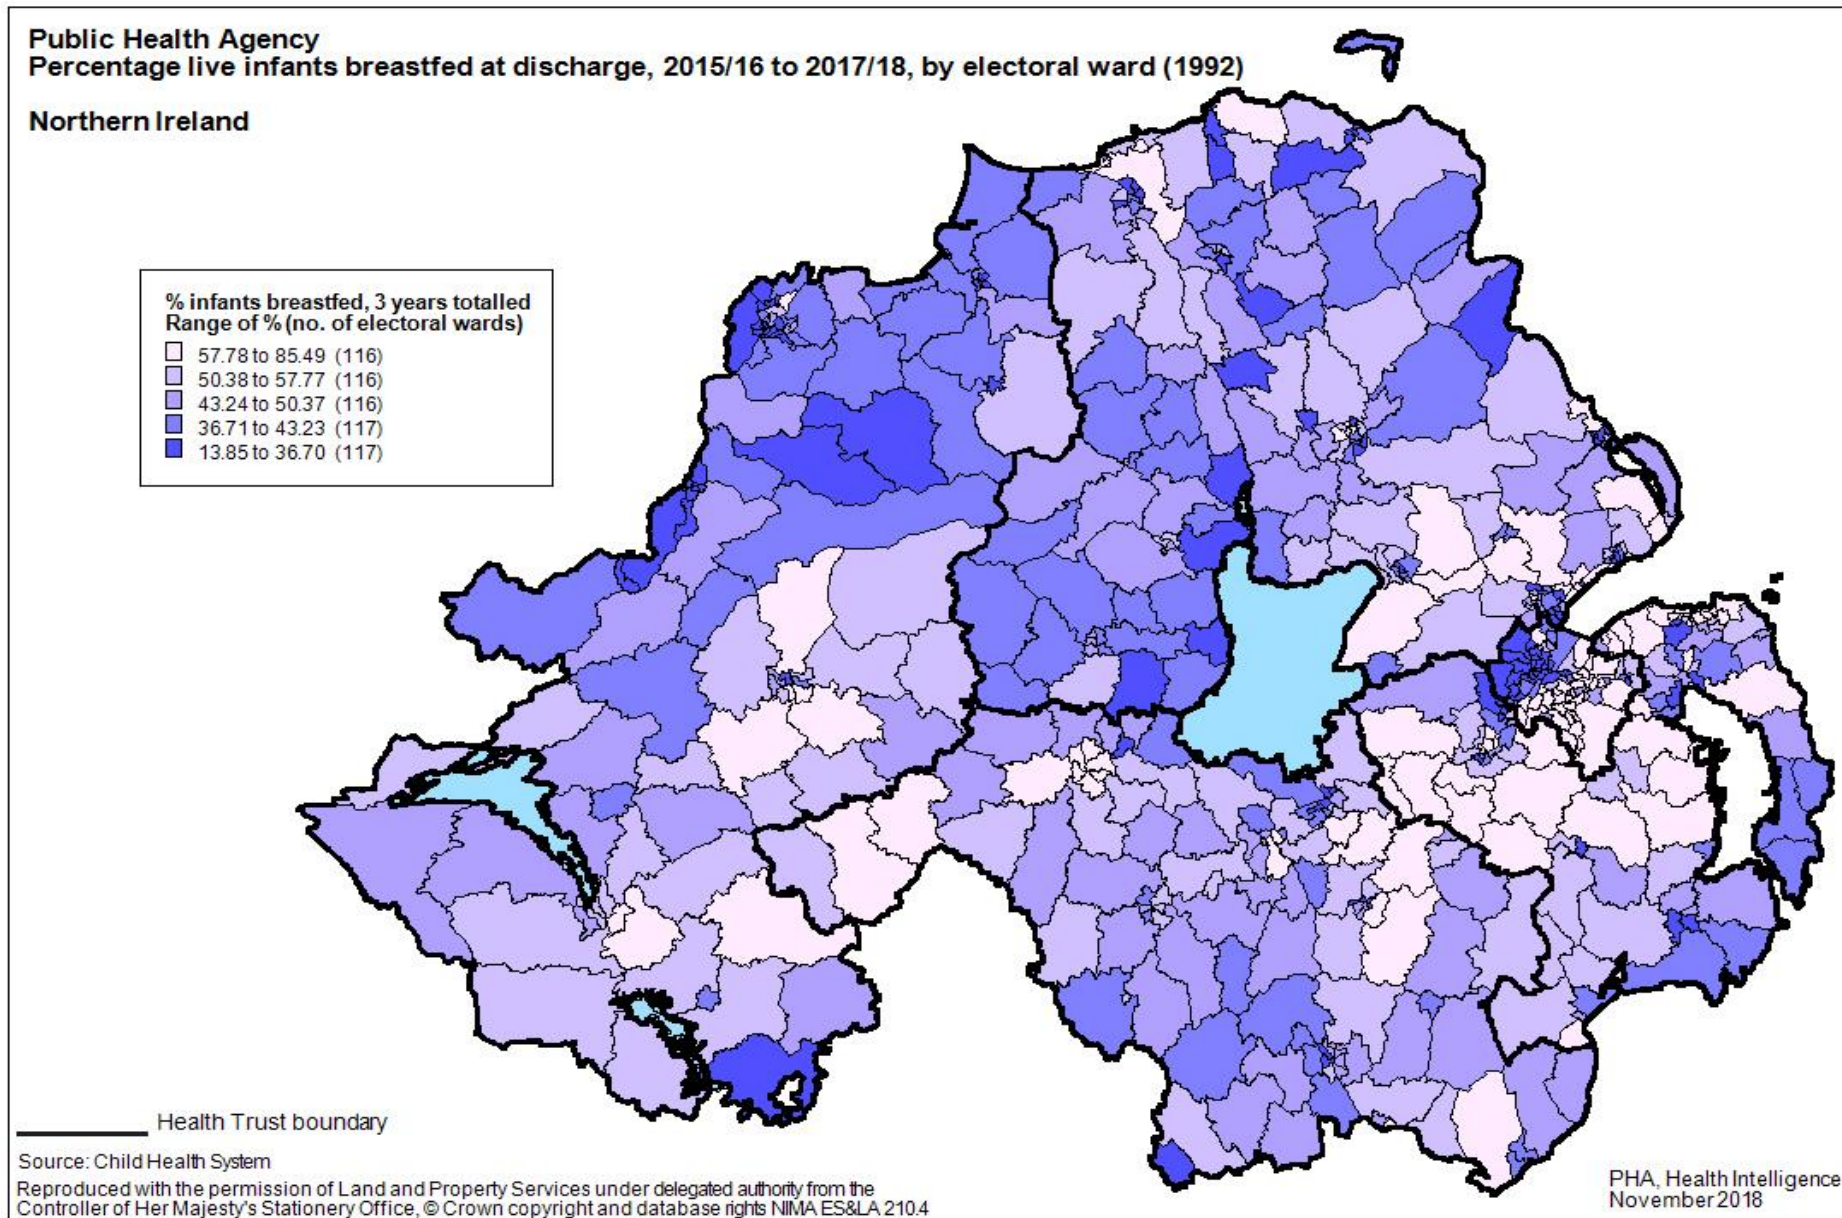 Public Health Agency
Percentage live infants breastfed at discharge, 2015/16 to 2017/18, by electoral ward (1992)
Northern Ireland
% infants breastfed, 3 years totalled
Range of % (no. of electoral wards)
57.78 to 85.49 (116)
50.38 to 57.77 (116)
43.24 to 50.37 (116)
36.71 to 43.23 (117)
13.85 to 36.70 (117)
Health Trust boundary
Source: Child Health System
Reproduced with the permission of Land and Property Services under delegated authority from the
Controller of Her Majesty's Stationery Office, © Crown copyright and database rights NIMA ES&LA 210.4
PHA, Health Intelligence
November 2018